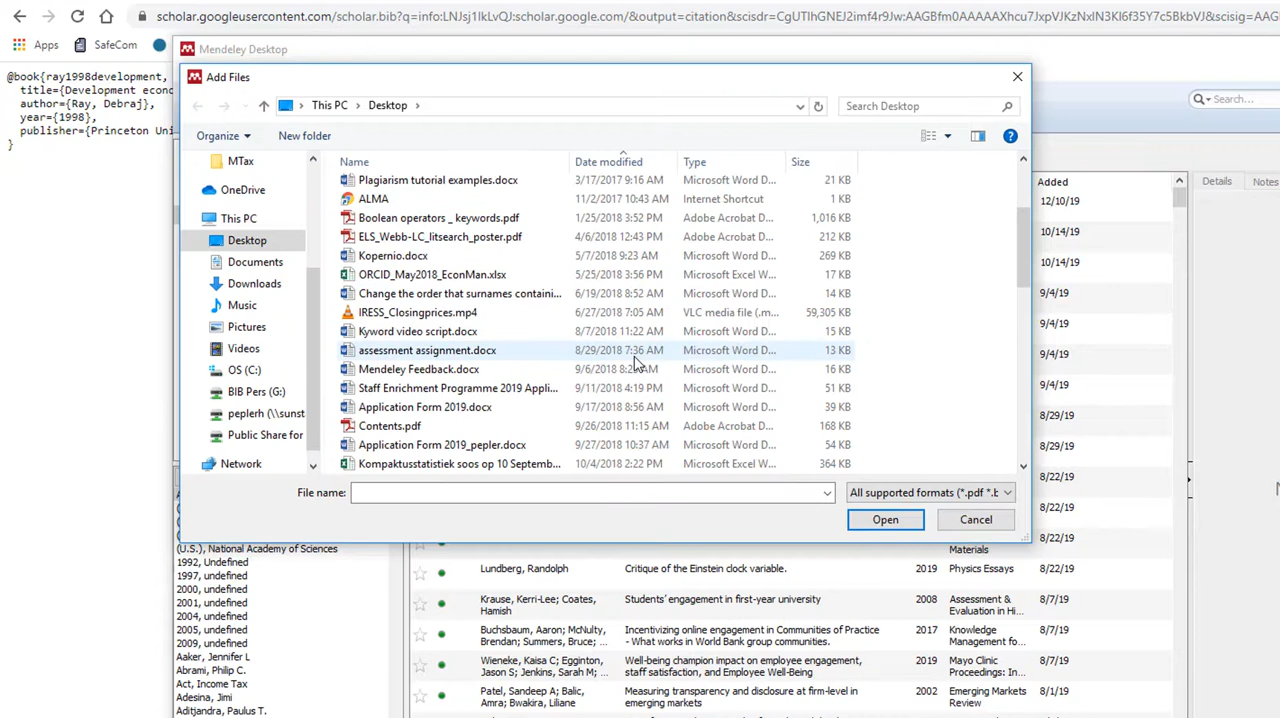 scholar.googleusercontent.com/scholar.bib?q=info:LNJsj1IkLvQJ:scholar.google.com/&output=citation&scisdr=CgUThGNEJ2imf4r9Jw:AAGBfm0AAAAAXhcu7JxpVJKzNxlN3Kl6f35Y7c5BkbVJ&scisig=AAG
Apps
SafeCom
Mendeley Desktop
@book{ray1998development,
title={Development econo
author={Ray, Debraj},
year={1998},
publisher={Princeton Uni
}
Add Files
This PC > Desktop >
Search Desktop
Search...
Organize
New folder
MTax
OneDrive
This PC
Desktop
Documents
Downloads
Music
Pictures
Videos
OS (C:)
BIB Pers (G:)
peplerh (\\sunst
Public Share for
Network
Name Date modified Type Size
Plagiarism tutorial examples.docx 3/17/2017 9:16 AM Microsoft Word D... 21 KB
ALMA 11/2/2017 10:43 AM Internet Shortcut 1 KB
Boolean operators _ keywords.pdf 1/25/2018 3:52 PM Adobe Acrobat D... 1,016 KB
ELS_Webb-LC_litsearch_poster.pdf 4/6/2018 12:43 PM Adobe Acrobat D... 212 KB
Kopernio.docx 5/7/2018 9:23 AM Microsoft Word D... 269 KB
ORCID_May2018_EconMan.xlsx 5/25/2018 3:56 PM Microsoft Excel W... 17 KB
Change the order that surnames containi... 6/19/2018 8:52 AM Microsoft Word D... 14 KB
IRESS_Closingprices.mp4 6/27/2018 7:05 AM VLC media file (.m... 59,305 KB
Kyword video script.docx 8/7/2018 11:22 AM Microsoft Word D... 15 KB
assessment assignment.docx 8/29/2018 7:36 AM Microsoft Word D... 13 KB
Mendeley Feedback.docx 9/6/2018 AM Microsoft Word D... 16 KB
Staff Enrichment Programme 2019 Appli... 9/11/2018 4:19 PM Microsoft Word D... 51 KB
Application Form 2019.docx 9/17/2018 8:56 AM Microsoft Word D... 39 KB
Contents.pdf 9/26/2018 11:15 AM Adobe Acrobat D... 168 KB
Application Form 2019_pepler.docx 9/27/2018 10:37 AM Microsoft Word D... 54 KB
Kompaktusstatistiek soos op 10 Septemb... 10/4/2018 2:22 PM Microsoft Excel W... 364 KB
File name:
All supported formats (*.pdf *.b
Open
Cancel
Added
12/10/19
10/14/19
10/14/19
9/4/19
9/4/19
9/4/19
8/29/19
8/29/19
8/22/19
8/22/19
Details
Notes
(U.S.), National Academy of Sciences
1992, Undefined
1997, undefined
2000, undefined
2001, undefined
2004, undefined
2005, undefined
2009, undefined
Aaker, Jennifer L
Abrami, Philip C.
Act, Income Tax
Adesina, Jimi
Aditjandra, Paulus T.
Materials
Lundberg, Randolph Critique of the Einstein clock variable. 2019 Physics Essays 8/22/19
Krause, Kerri-Lee; Coates, Students' engagement in first-year university 2008 Assessment & 8/7/19
Hamish Evaluation in Hi...
Buchsbaum, Aaron; McNulty, Incentivizing online engagement in Communities of Practice 2017 Knowledge 8/7/19
Brendan; Summers, Bruce; ... - What works in World Bank group communities. Management fo...
Wieneke, Kaisa C; Egginton, Well-being champion impact on employee engagement, 2019 Mayo Clinic 8/7/19
Jason S; Jenkins, Sarah M; ... staff satisfaction, and Employee Well-Being Proceedings: In...
Patel, Sandeep A; Balic, Measuring transparency and disclosure at firm-level in 2002 Emerging Markets 8/1/19
Amra; Bwakira, Liliane emerging markets Review